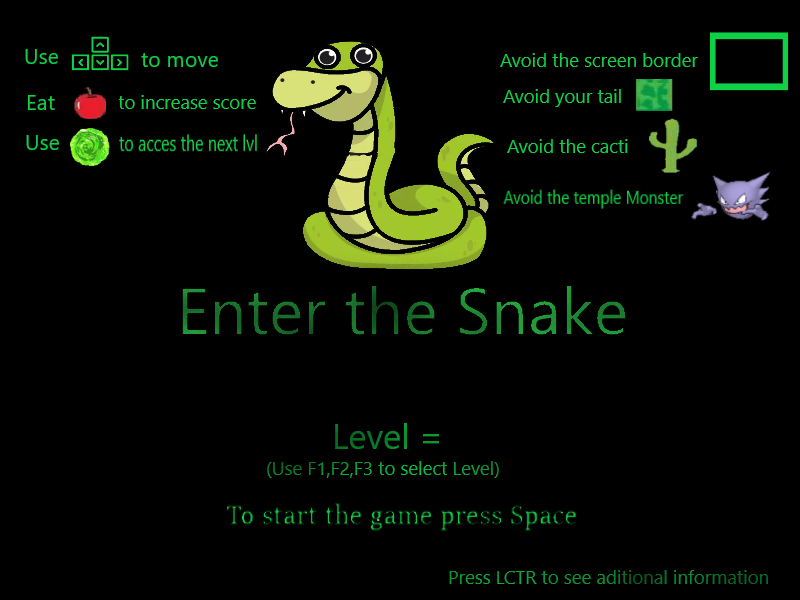 Use to move
Eat to increase score
Use to acces the next lvl
Avoid the screen border
Avoid your tail
Avoid the cacti
Avoid the temple Monster
Enter the Snake
Level =
(Use F1,F2,F3 to select Level)
To start the game press Space
Press LCTR to see aditional information